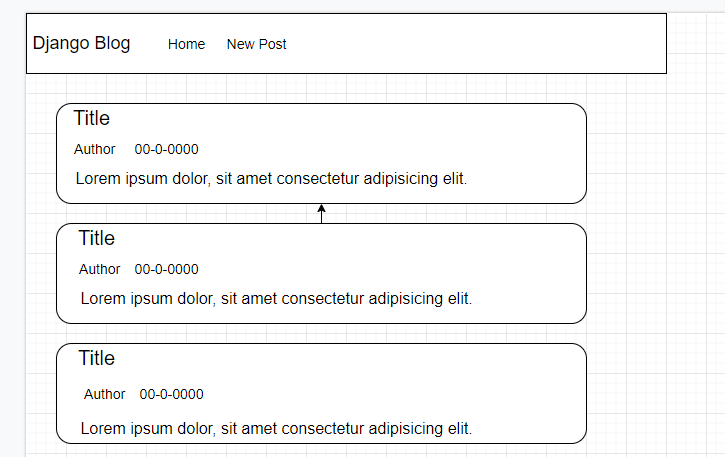 Django Blog Home New Post
Title
Author 00-0-0000
Lorem ipsum dolor, sit amet consectetur adipisicing elit.
Title
Author 00-0-0000
Lorem ipsum dolor, sit amet consectetur adipisicing elit.
Title
Author 00-0-0000
Lorem ipsum dolor, sit amet consectetur adipisicing elit.